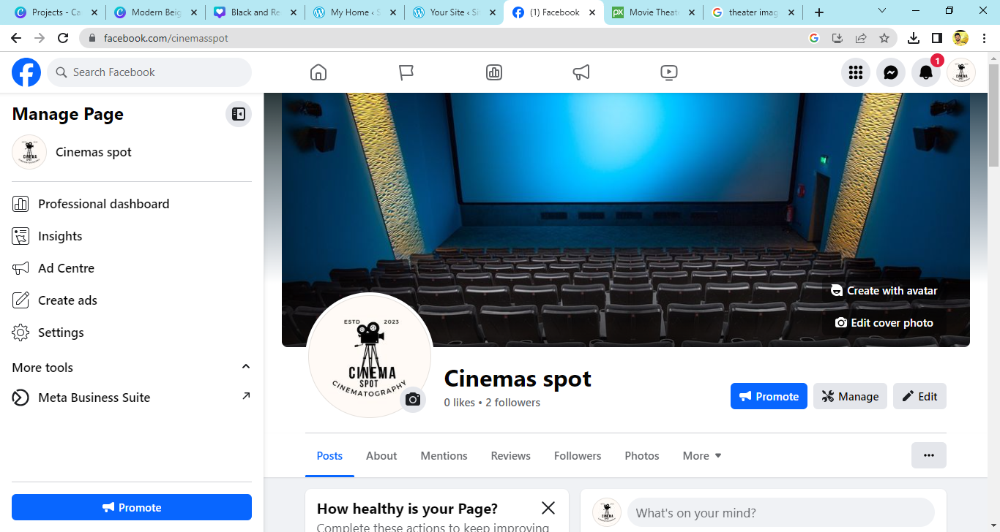 Projects - Ca
Modern Beig
Black and Re
My Home ‹ S
Your Site ‹ Si
(1) Facebook
Movie Theate
theater imag
facebook.com/cinemasspot
Search Facebook
1
Manage Page
Cinemas spot
Professional dashboard
Insights
Ad Centre
Create ads
Settings
More tools
Meta Business Suite
Promote
Create with avatar
Edit cover photo
ESTD 2023
CINEMA
SPOT
CINEMATOGRAPHY
Cinemas spot
0 likes • 2 followers
Promote
Manage
Edit
Posts
About
Mentions
Reviews
Followers
Photos
More
How healthy is your Page?
Complete these actions to keep improving
What's on your mind?